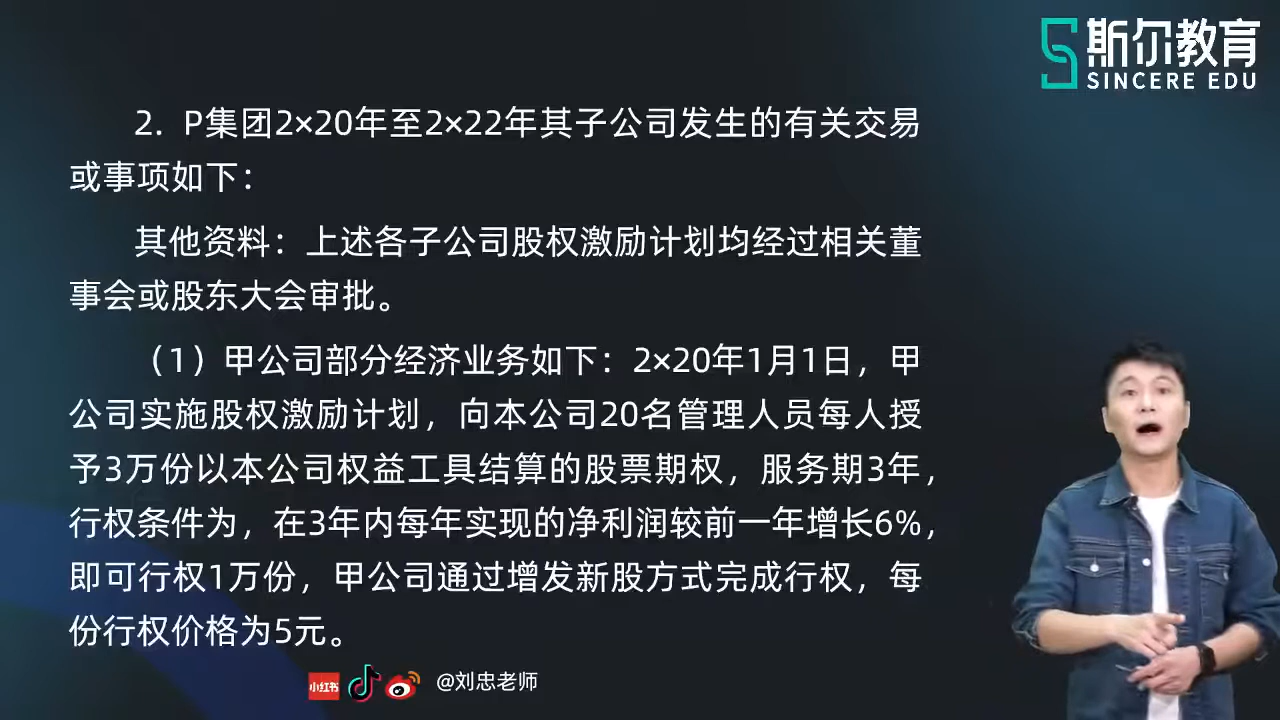 斯尔教育
SINCERE EDU
2. P集团2×20年至2×22年其子公司发生的有关交易
或事项如下：
其他资料：上述各子公司股权激励计划均经过相关董
事会或股东大会审批。
（1）甲公司部分经济业务如下：2×20年1月1日，甲
公司实施股权激励计划，向本公司20名管理人员每人授
予3万份以本公司权益工具结算的股票期权，服务期3年，
行权条件为，在3年内每年实现的净利润较前一年增长6%，
即可行权1万份，甲公司通过增发新股方式完成行权，每
份行权价格为5元。
小红书 @刘忠老师